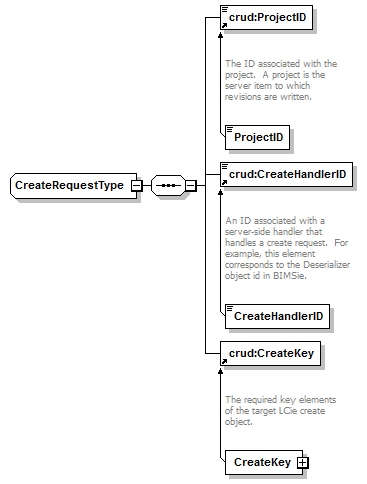 crud:ProjectID
The ID associated with the
project. A project is the
server item to which
revisions are written.
ProjectID
CreateRequestType
crud:CreateHandlerID
An ID associated with a
server-side handler that
handles a create request. For
example, this element
corresponds to the Deserializer
object id in BIMSie.
CreateHandlerID
crud:CreateKey
The required key elements
of the target LCie create
object.
CreateKey